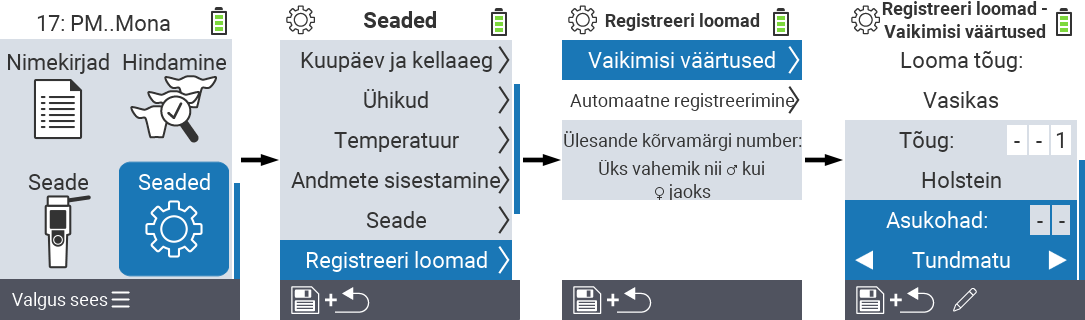 17: PM..Mona
Nimekirjad Hindamine
Seade Seaded
Valgus sees
Seaded
Kuupäev ja kellaaeg
Ühikud
Temperatuur
Andmete sisestamine
Seade
Registreeri loomad
+
Registreeri loomad
Vaikimisi väärtused
Automaatne registreerimine
Ülesande kõrvamärgi number:
Üks vahemik nii ♂ kui
♀ jaoks
+
Registreeri loomad -
Vaikimisi väärtused
Looma tõug:
Vasikas
Tõug: - - 1
Holstein
Asukohad: - -
Tundmatu
+